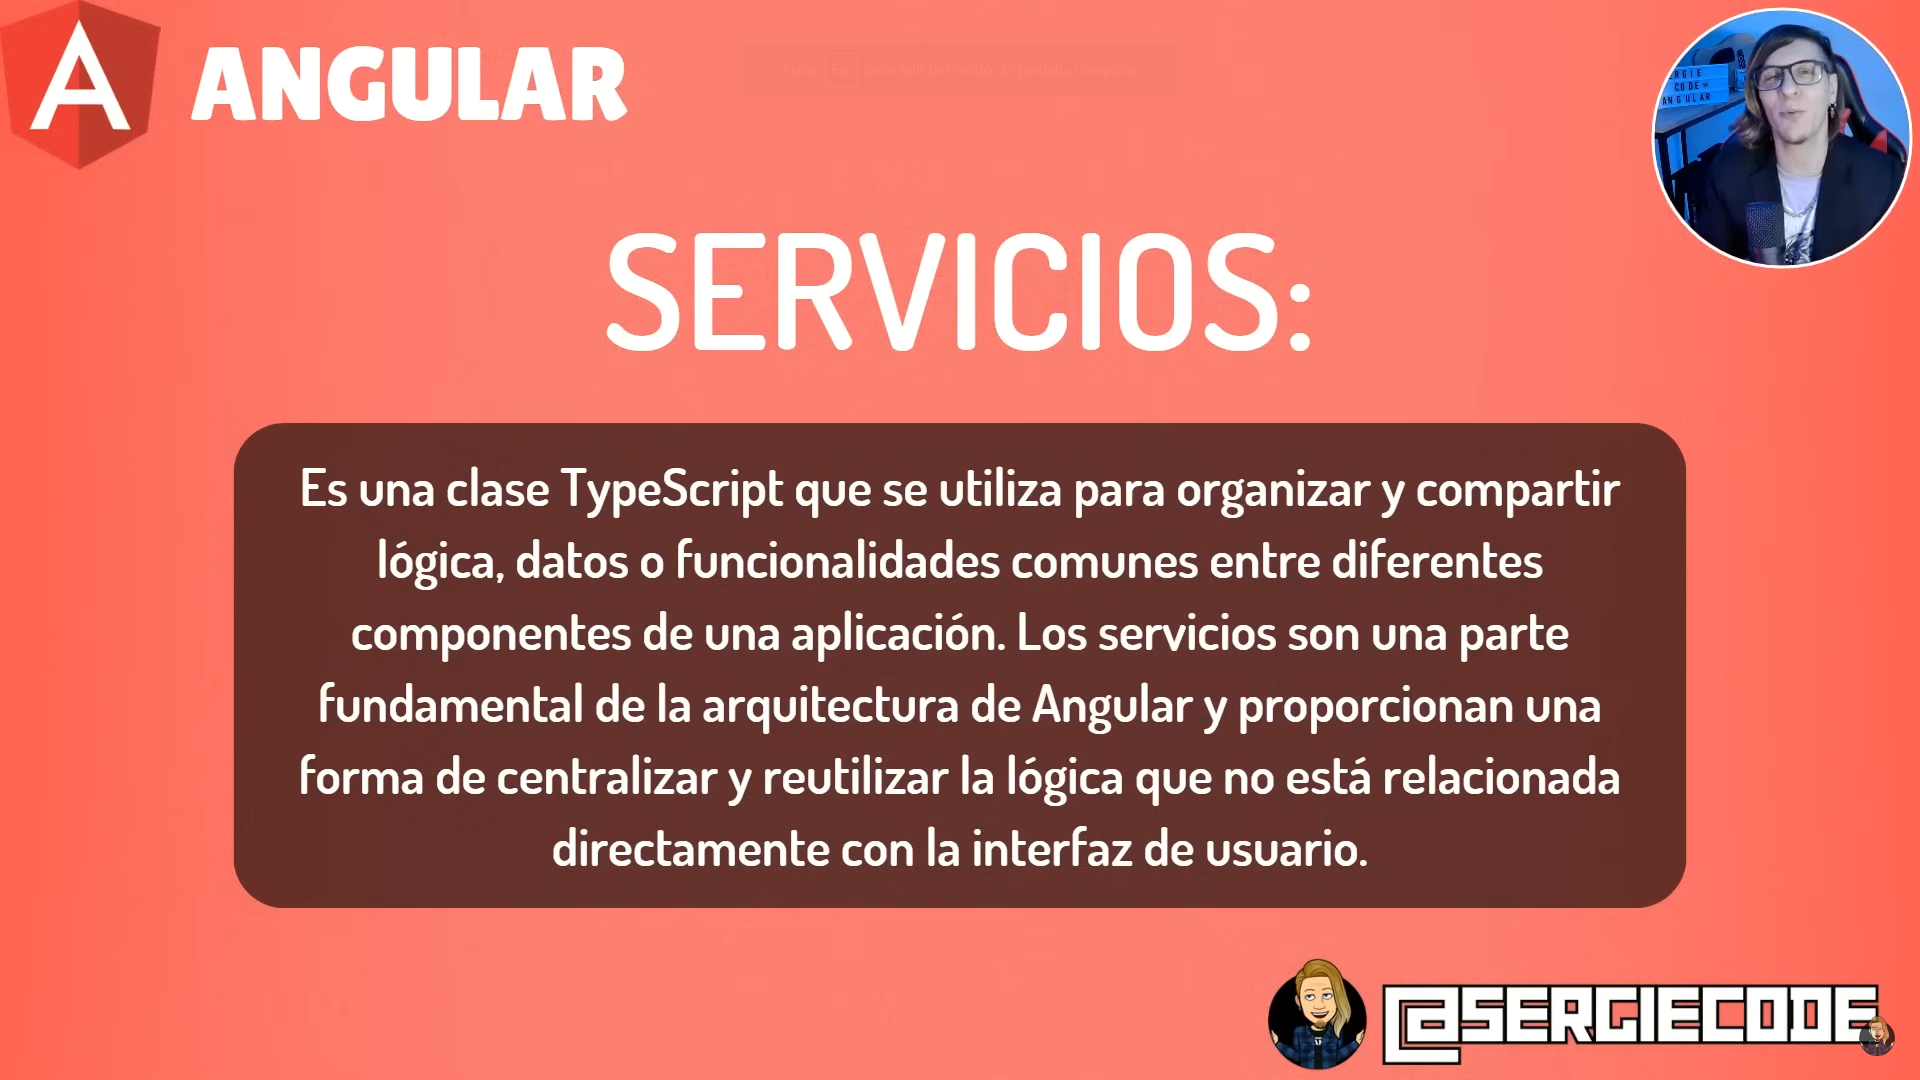 ANGULAR
Pulsa Esc para salir del modo de pantalla completa
ERGIE
CODE
ANGULAR
SERVICIOS:
Es una clase TypeScript que se utiliza para organizar y compartir
lógica, datos o funcionalidades comunes entre diferentes
componentes de una aplicación. Los servicios son una parte
fundamental de la arquitectura de Angular y proporcionan una
forma de centralizar y reutilizar la lógica que no está relacionada
directamente con la interfaz de usuario.
@SERGIECODE